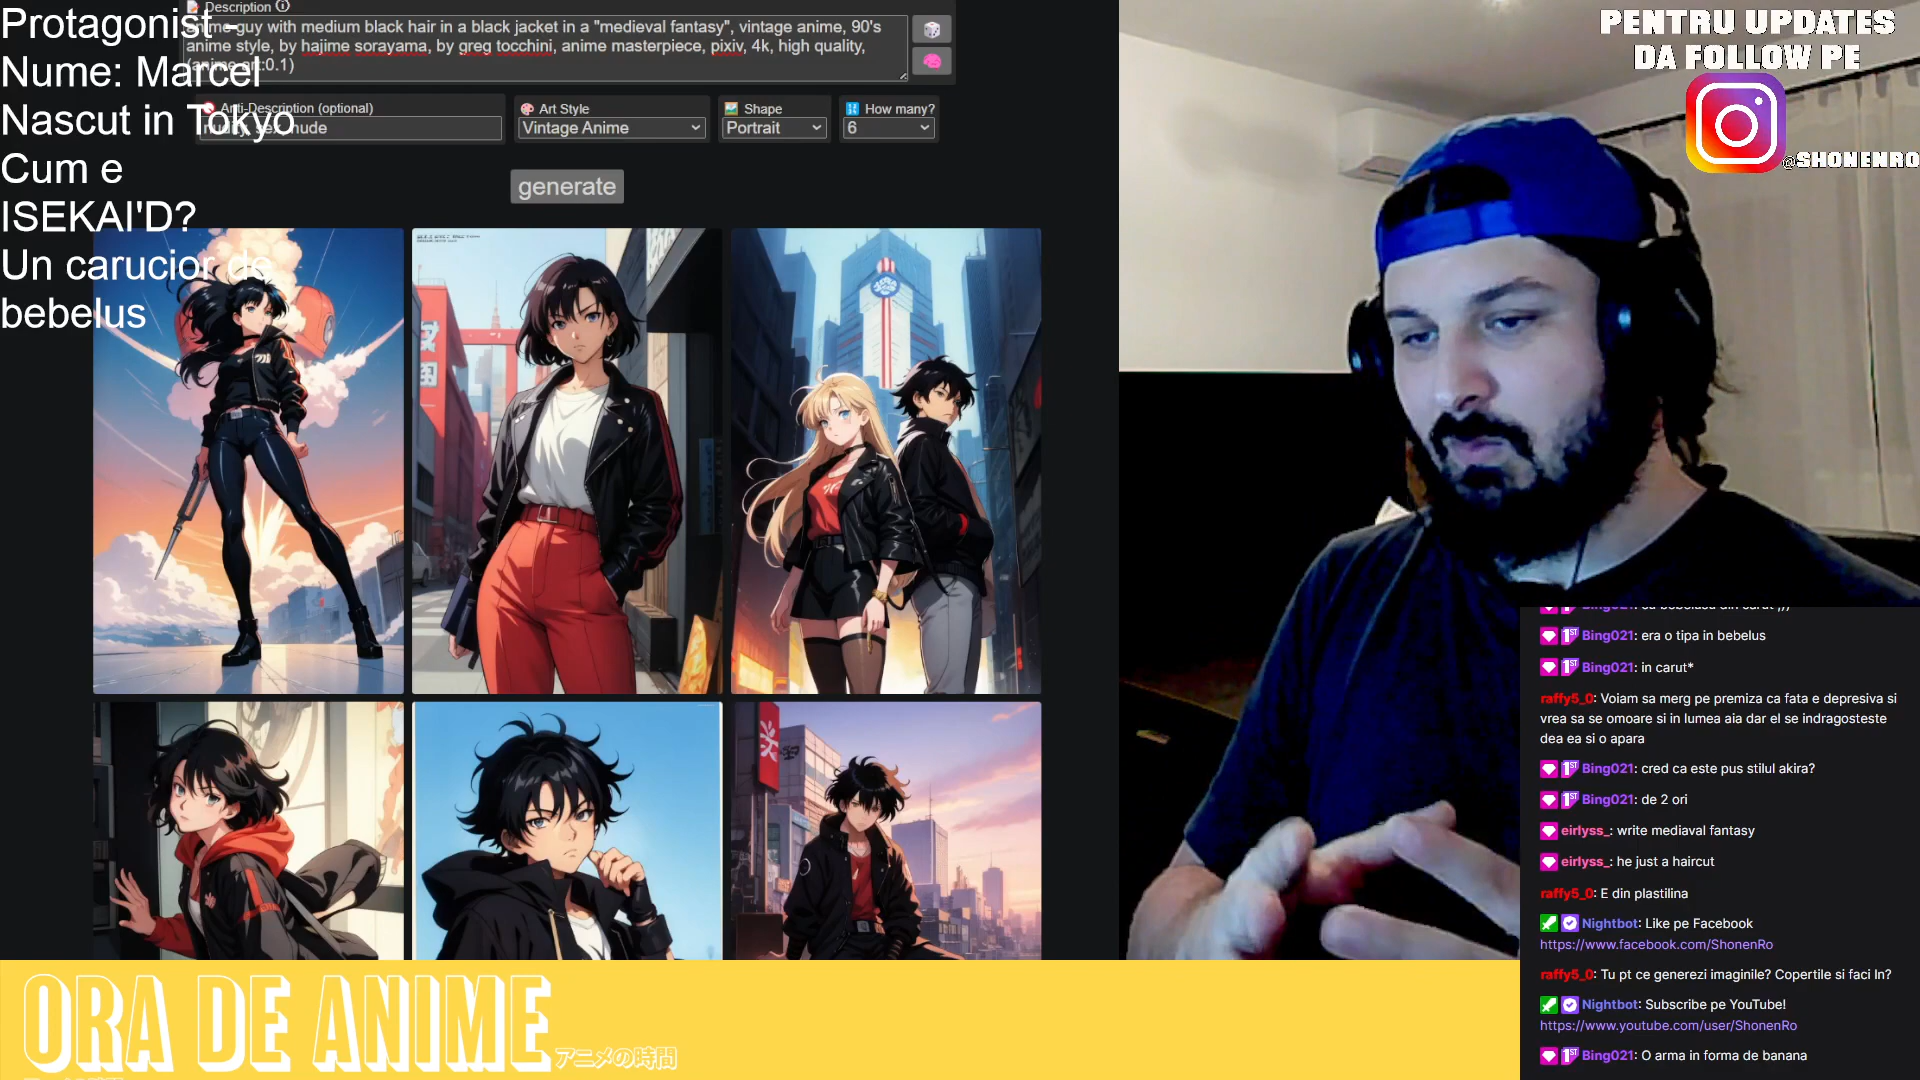 Protagonist -
Nume: Marcel
Nascut in Tokyo
Cum e
ISEKAI'D?
Un carucior de
bebelus
Description
anime guy with medium black hair in a black jacket in a "medieval fantasy", vintage anime, 90's
anime style, by hajime sorayama, by greg tocchini, anime masterpiece, pixiv, 4k, high quality,
(anime art:0.1)
Anti-Description (optional)
nude
Art Style
Vintage Anime
Shape
Portrait
How many?
6
generate
PENTRU UPDATES
DA FOLLOW PE
@SHONENRO
Bing021: era o tipa in bebelus
Bing021: in carut*
raffy5_0: Voiam sa merg pe premiza ca fata e depresiva si
vrea sa se omoare si in lumea aia dar el se indragosteste
dea ea si o apara
Bing021: cred ca este pus stilul akira?
Bing021: de 2 ori
eirlyss_: write mediaval fantasy
eirlyss_: he just a haircut
raffy5_0: E din plastilina
Nightbot: Like pe Facebook
https://www.facebook.com/ShonenRo
raffy5_0: Tu pt ce generezi imaginile? Copertile si faci ln?
Nightbot: Subscribe pe YouTube!
https://www.youtube.com/user/ShonenRo
Bing021: O arma in forma de banana
ORA DE ANIME
アニメの時間